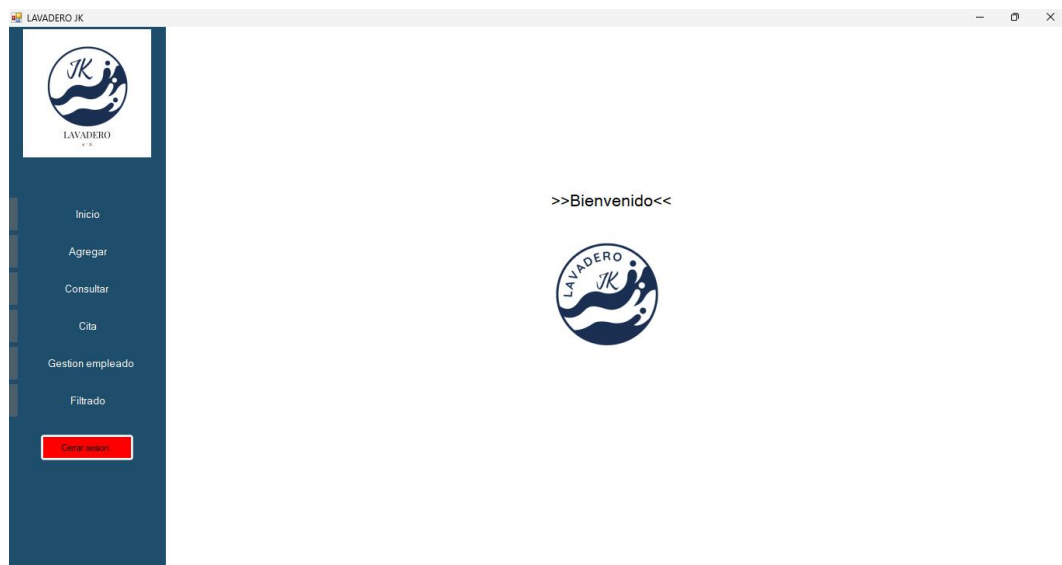 LAVADERO JK
JK
LAVADERO
Inicio
Agregar
Consultar
Cita
Gestion empleado
Filtrado
Cerrar sesion
>>Bienvenido<<
LAVADERO
JK